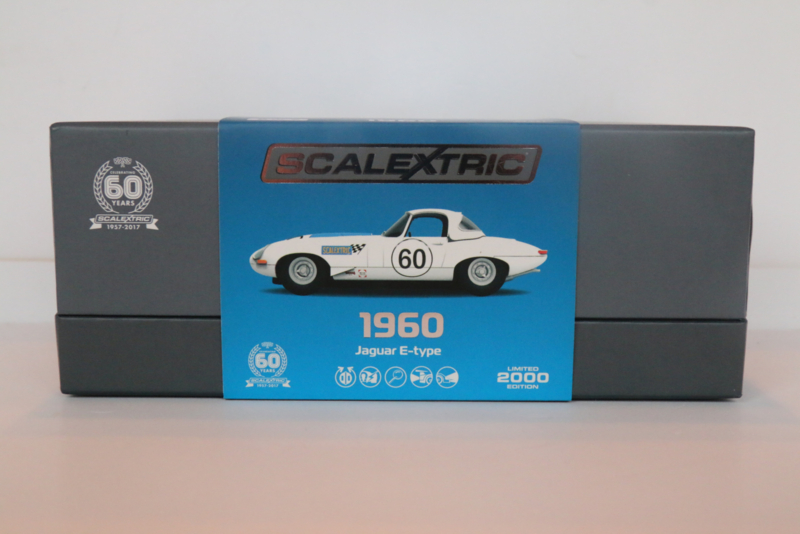 CELEBRATING
60
YEARS
SCALEXTRIC
1957-2017
SCALEXTRIC
SCALEXTRIC
60
1960
Jaguar E-type
60
YEARS
SCALEXTRIC
1957-2017
LIMITED
2000
EDITION